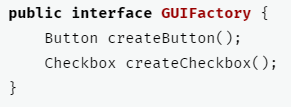 public interface GUIFactory {
    Button createButton();
    Checkbox createCheckbox();
}